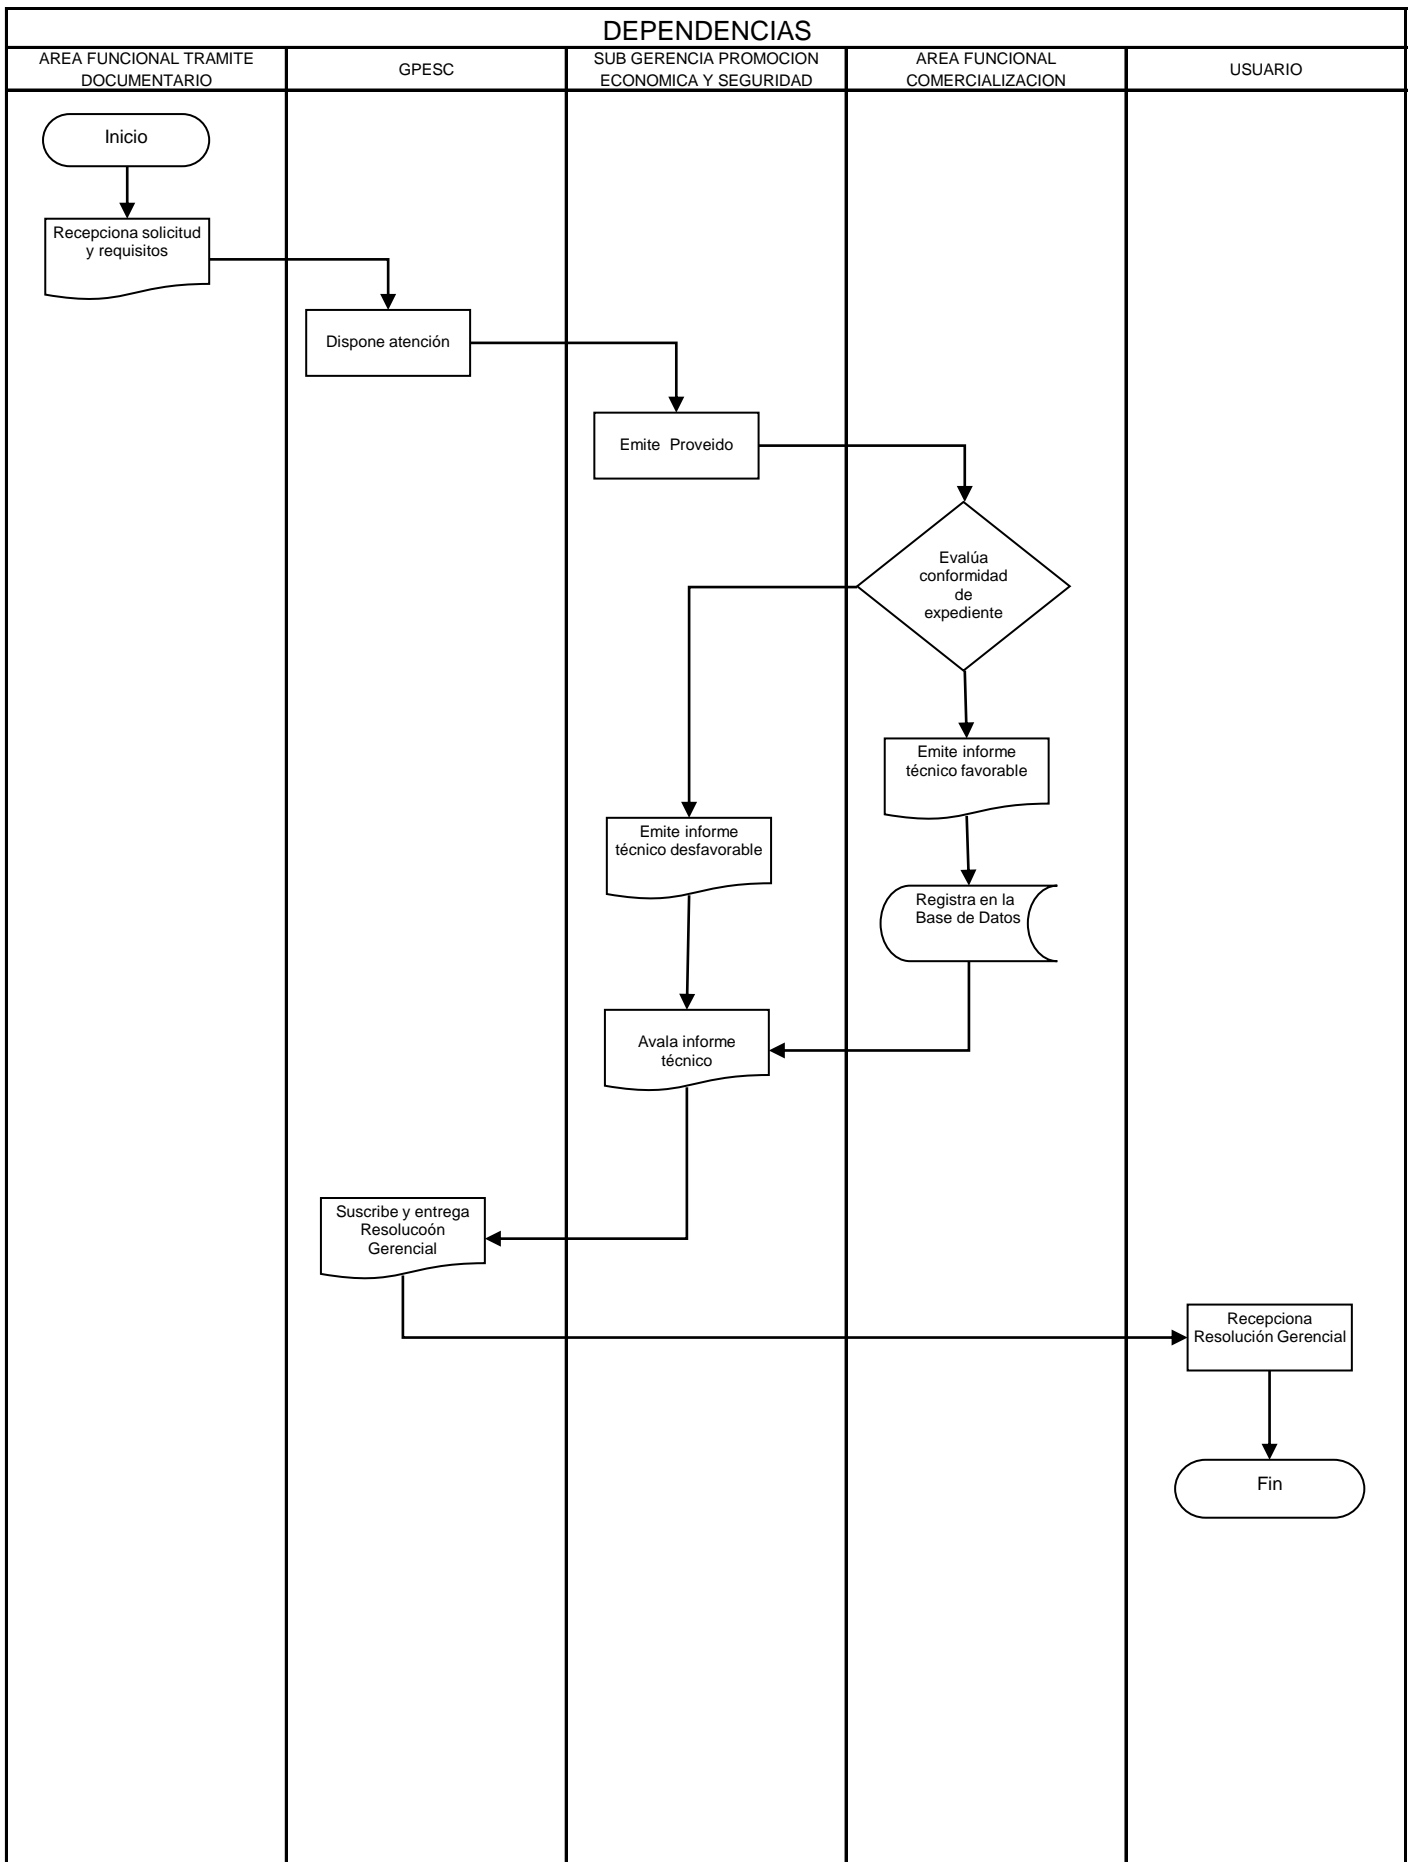 DEPENDENCIAS
AREA FUNCIONAL TRAMITE
DOCUMENTARIO
GPESC
SUB GERENCIA PROMOCION
ECONOMICA Y SEGURIDAD
AREA FUNCIONAL
COMERCIALIZACION
USUARIO
Inicio
Recepciona solicitud
y requisitos
Dispone atención
Emite Proveido
Evalúa
conformidad
de
expediente
Emite informe
técnico favorable
Emite informe
técnico desfavorable
Registra en la
Base de Datos
Avala informe
técnico
Suscribe y entrega
Resolucoón
Gerencial
Recepciona
Resolución Gerencial
Fin